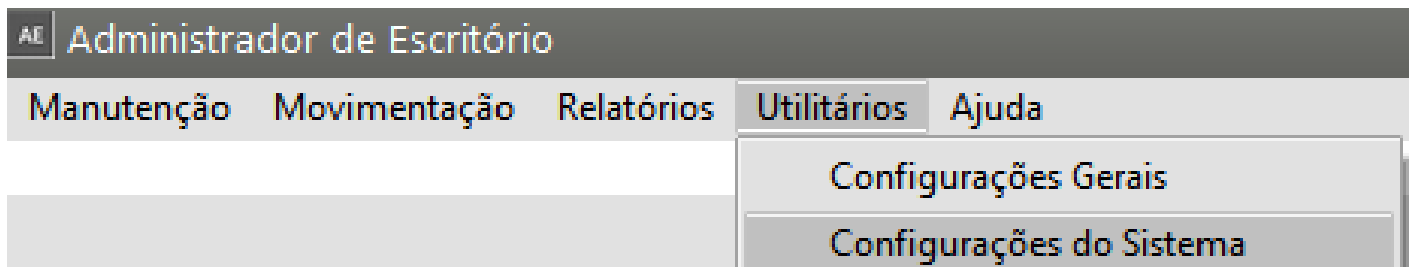 AE Administrador de Escritório
Manutenção Movimentação Relatórios Utilitários Ajuda
Configurações Gerais
Configurações do Sistema